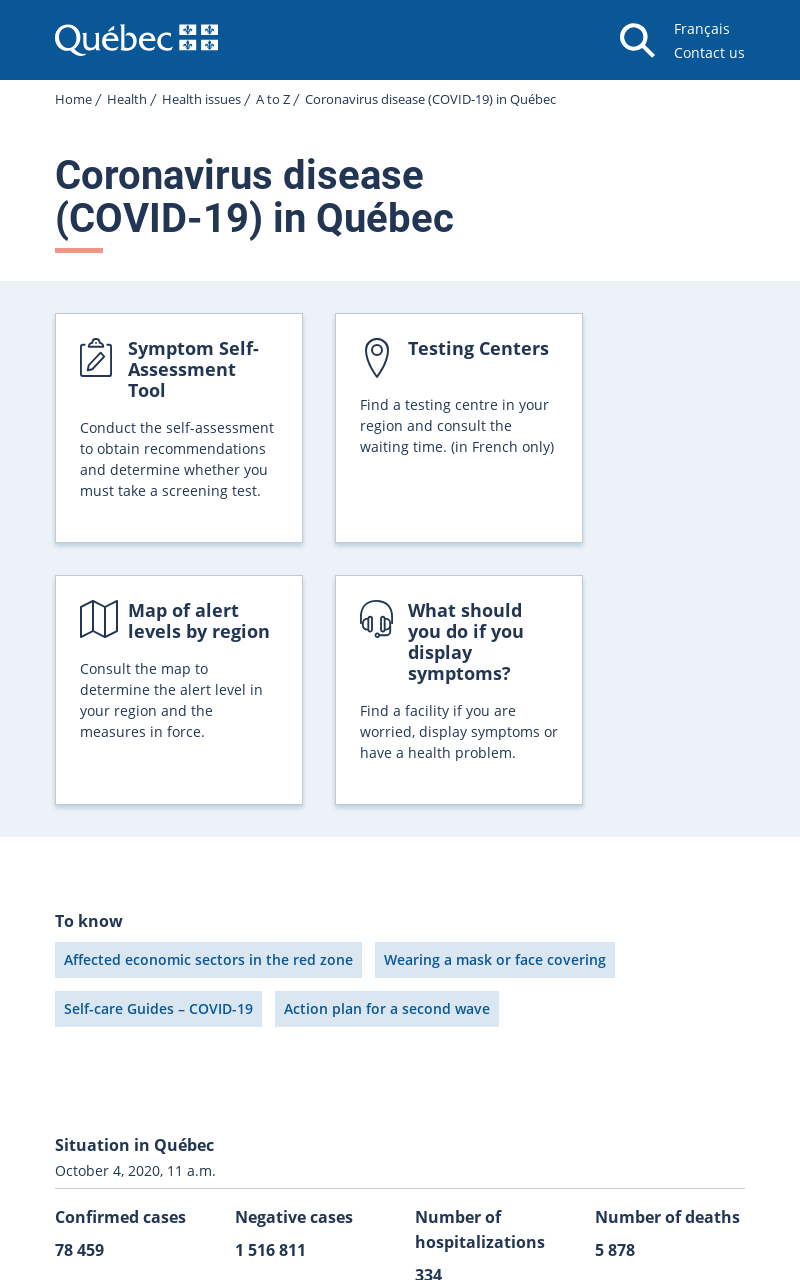 Québec
Français
Contact us
Home / Health / Health issues / A to Z / Coronavirus disease (COVID-19) in Québec
Coronavirus disease
(COVID-19) in Québec
Symptom Self-
Assessment
Tool
Conduct the self-assessment
to obtain recommendations
and determine whether you
must take a screening test.
Testing Centers
Find a testing centre in your
region and consult the
waiting time. (in French only)
Map of alert
levels by region
Consult the map to
determine the alert level in
your region and the
measures in force.
What should
you do if you
display
symptoms?
Find a facility if you are
worried, display symptoms or
have a health problem.
To know
Affected economic sectors in the red zone
Wearing a mask or face covering
Self-care Guides – COVID-19
Action plan for a second wave
Situation in Québec
October 4, 2020, 11 a.m.
Confirmed cases
78 459
Negative cases
1 516 811
Number of
hospitalizations
334
Number of deaths
5 878